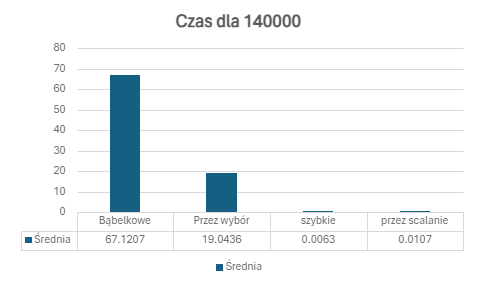 Czas dla 140000
80
70
60
50
40
30
20
10
0
Bąbelkowe Przez wybór szybkie przez scalanie
Średnia 67.1207 19.0436 0.0063 0.0107
Średnia